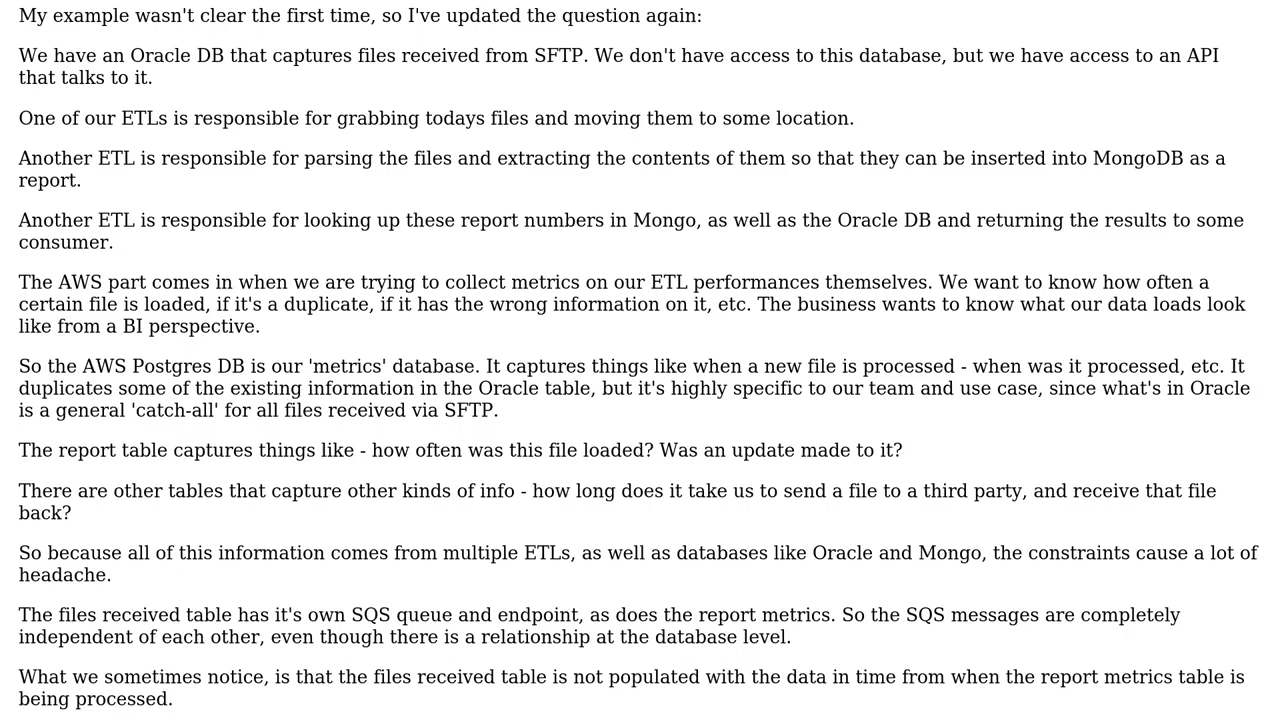 My example wasn't clear the first time, so I've updated the question again:
We have an Oracle DB that captures files received from SFTP. We don't have access to this database, but we have access to an API
that talks to it.
One of our ETLs is responsible for grabbing todays files and moving them to some location.
Another ETL is responsible for parsing the files and extracting the contents of them so that they can be inserted into MongoDB as a
report.
Another ETL is responsible for looking up these report numbers in Mongo, as well as the Oracle DB and returning the results to some
consumer.
The AWS part comes in when we are trying to collect metrics on our ETL performances themselves. We want to know how often a
certain file is loaded, if it's a duplicate, if it has the wrong information on it, etc. The business wants to know what our data loads look
like from a BI perspective.
So the AWS Postgres DB is our 'metrics' database. It captures things like when a new file is processed - when was it processed, etc. It
duplicates some of the existing information in the Oracle table, but it's highly specific to our team and use case, since what's in Oracle
is a general 'catch-all' for all files received via SFTP.
The report table captures things like - how often was this file loaded? Was an update made to it?
There are other tables that capture other kinds of info - how long does it take us to send a file to a third party, and receive that file
back?
So because all of this information comes from multiple ETLs, as well as databases like Oracle and Mongo, the constraints cause a lot of
headache.
The files received table has it's own SQS queue and endpoint, as does the report metrics. So the SQS messages are completely
independent of each other, even though there is a relationship at the database level.
What we sometimes notice, is that the files received table is not populated with the data in time from when the report metrics table is
being processed.